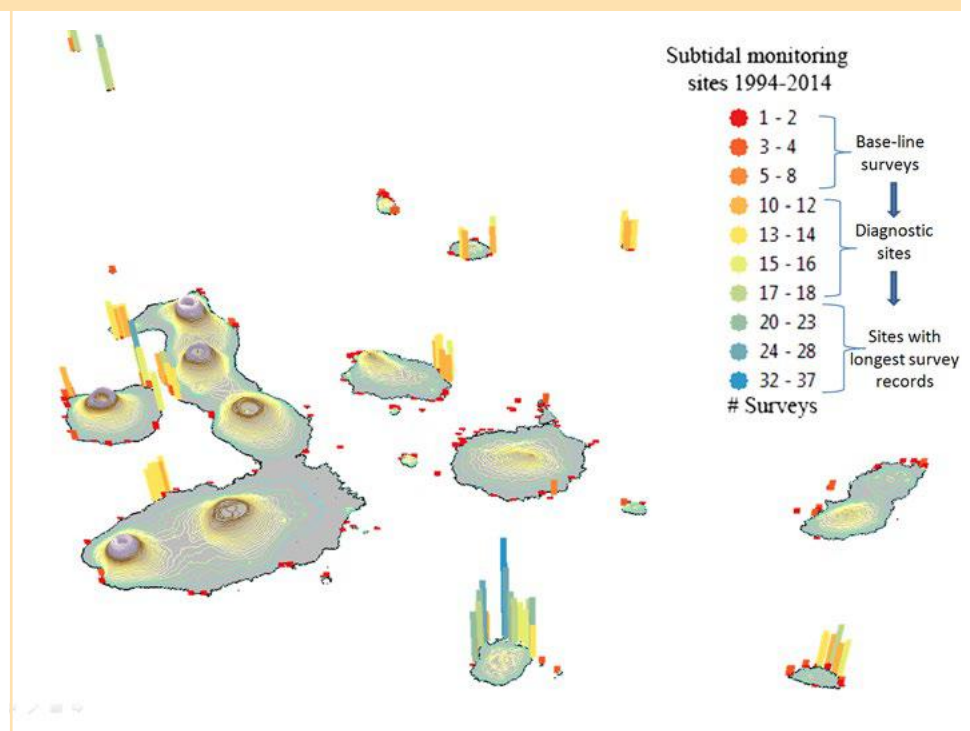 Subtidal monitoring
sites 1994-2014
1 - 2
3 - 4
5 - 8
10 - 12
13 - 14
15 - 16
17 - 18
20 - 23
24 - 28
32 - 37
# Surveys
Base-line
surveys
Diagnostic
sites
Sites with
longest survey
records